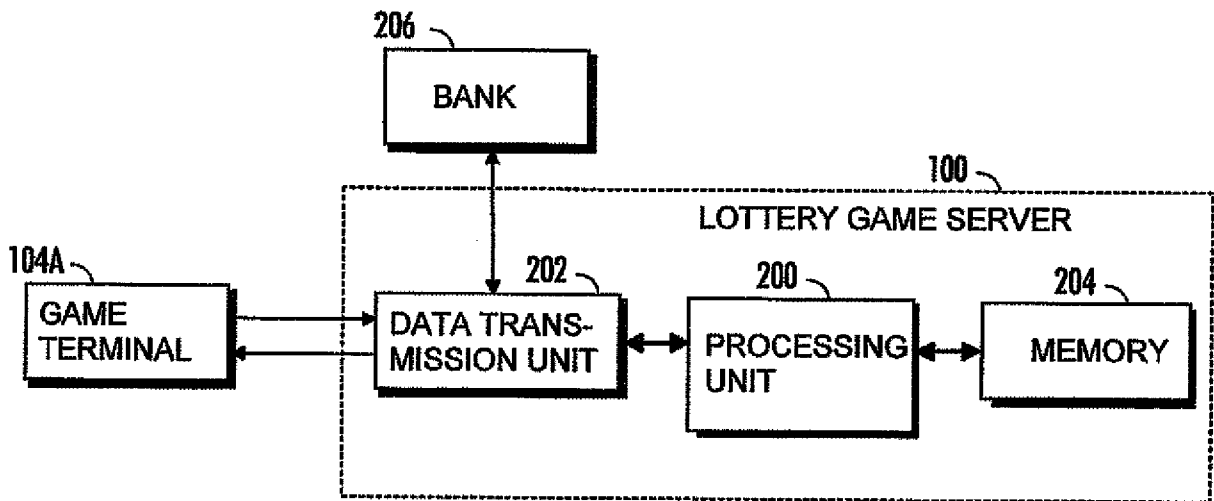 206
BANK
100
LOTTERY GAME SERVER
104A
GAME
TERMINAL
202
DATA TRANS-
MISSION UNIT
200
PROCESSING
UNIT
204
MEMORY